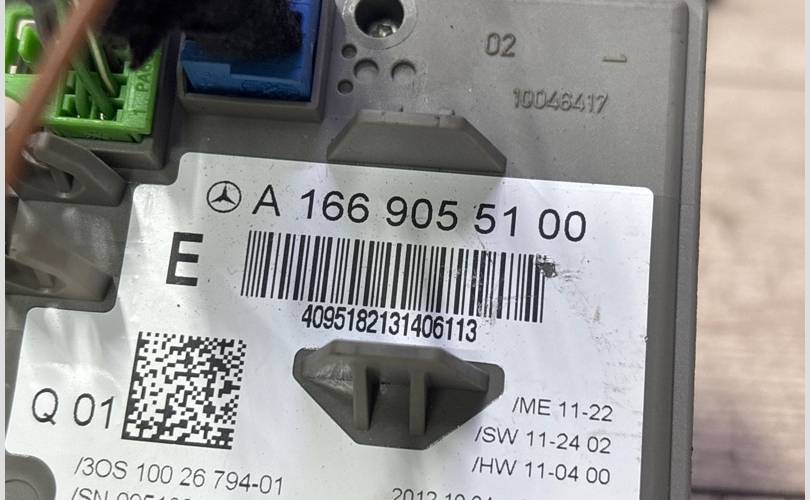 02
10046417
A 166 905 51 00
E
4095182131406113
Q 01
/ME 11-22
/SW 11-24 02
/HW 11-04 00
/3OS 100 26 794-01